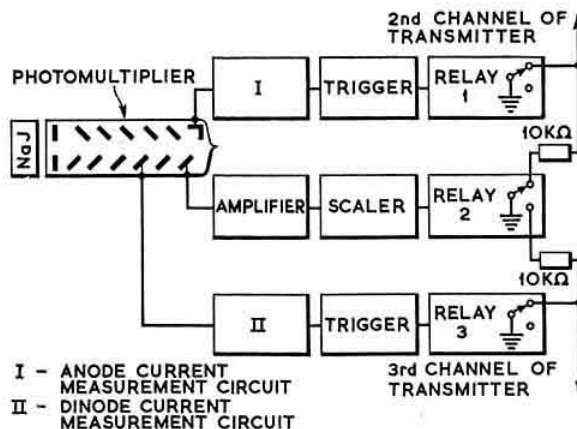 2nd CHANNEL OF
TRANSMITTER
PHOTOMULTIPLIER
I
TRIGGER
RELAY
1
10KΩ
NaJ
AMPLIFIER
SCALER
RELAY
2
10KΩ
II
TRIGGER
RELAY
3
3rd CHANNEL OF
TRANSMITTER
I - ANODE CURRENT
MEASUREMENT CIRCUIT
II - DINODE CURRENT
MEASUREMENT CIRCUIT